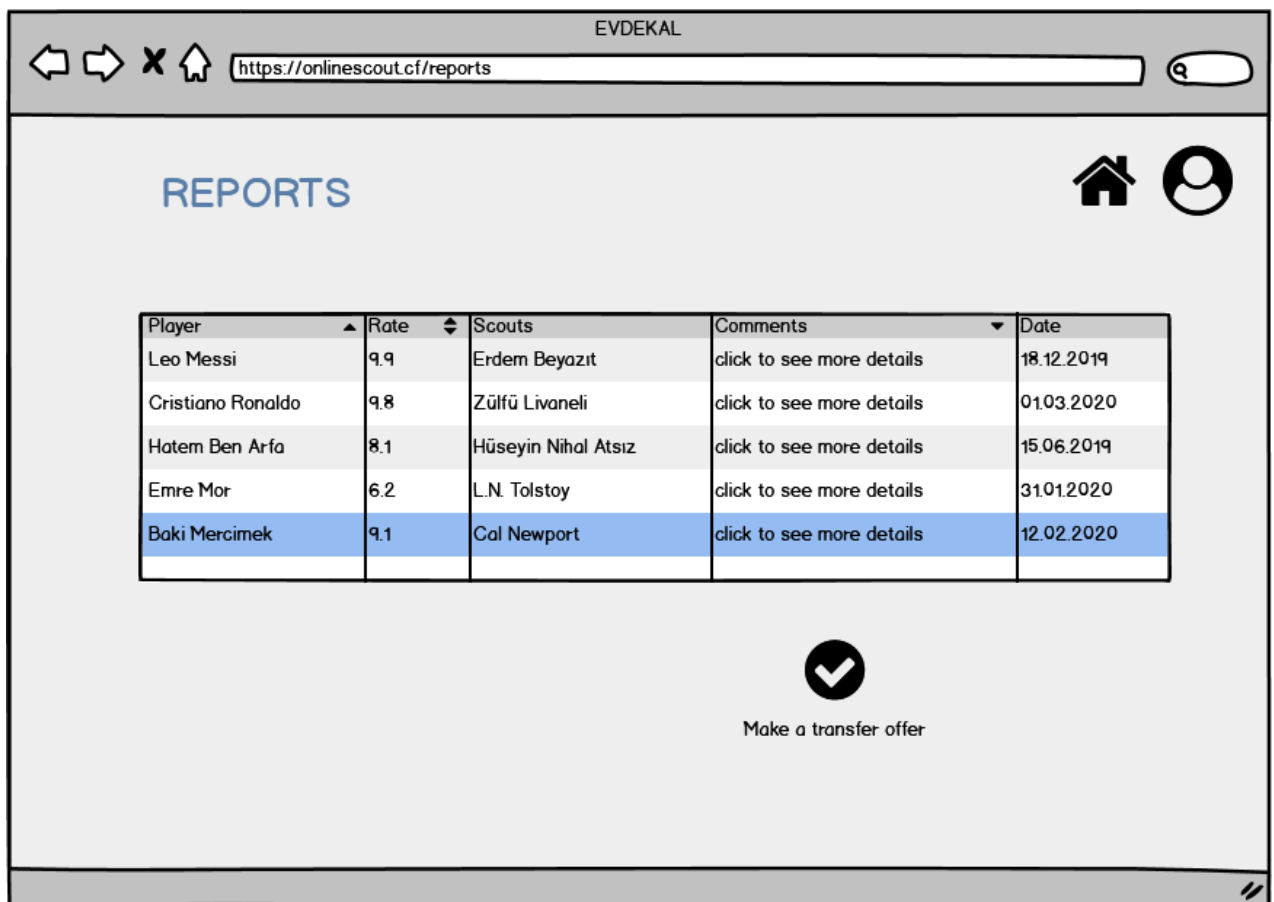 EVDEKAL
https://onlinescout.cf/reports
REPORTS
Player Rate Scouts Comments Date
Leo Messi 9.9 Erdem Beyazıt click to see more details 18.12.2019
Cristiano Ronaldo 9.8 Zülfü Livaneli click to see more details 01.03.2020
Hatem Ben Arfa 8.1 Hüseyin Nihal Atsız click to see more details 15.06.2019
Emre Mor 6.2 L.N. Tolstoy click to see more details 31.01.2020
Baki Mercimek 9.1 Cal Newport click to see more details 12.02.2020
Make a transfer offer